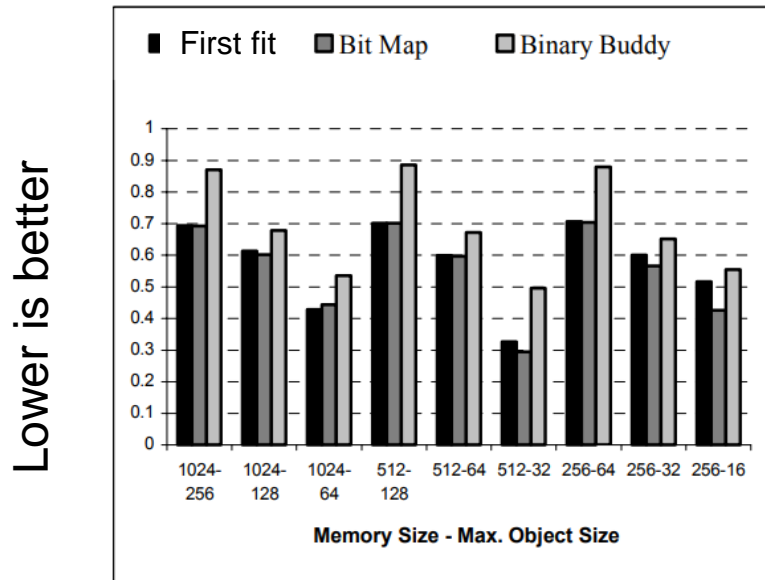 First fit Bit Map Binary Buddy
Lower is better
1
0.9
0.8
0.7
0.6
0.5
0.4
0.3
0.2
0.1
0
1024- 1024- 1024- 512- 512-64 512-32 256-64 256-32 256-16
256 128 64 128
Memory Size - Max. Object Size